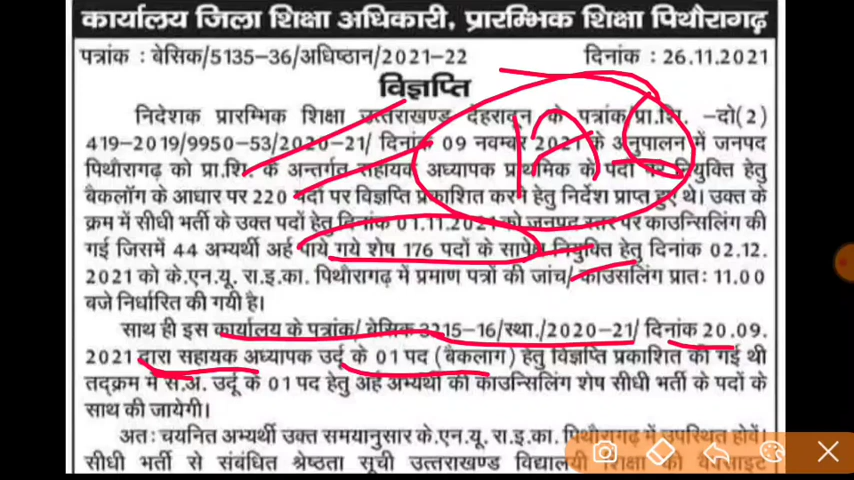 कार्यालय जिला शिक्षा अधिकारी, प्रारम्भिक शिक्षा पिथौरागढ़
पत्रांक : बेसिक/5135-36/अधिष्ठान/2021-22 दिनांक : 26.11.2021
विज्ञप्ति
निदेशक प्रारम्भिक शिक्षा उत्तराखण्ड देहरादून के पत्रांक/प्रा.शि. -दो(2)
419-2019/9950-53/2020-21/ दिनांक 09 नवम्बर 2021 के अनुपालन में जनपद
पिथौरागढ़ को प्रा.शि. के अन्तर्गत सहायक अध्यापक प्राथमिक के पदों पर नियुक्ति हेतु
बैकलॉग के आधार पर 220 पदों पर विज्ञप्ति प्रकाशित करने हेतु निर्देश प्राप्त हुए थे। उक्त के
क्रम में सीधी भर्ती के उक्त पदों हेतु दिनांक 01.11.2021 को जनपद स्तर पर काउन्सिलिंग की
गई जिसमें 44 अभ्यर्थी अर्ह पाये गये शेष 176 पदों के सापेक्ष नियुक्ति हेतु दिनांक 02.12.
2021 को के.एन.यू. रा.इ.का. पिथौरागढ़ में प्रमाण पत्रों की जांच/काउसलिंग प्रातः 11.00
बजे निर्धारित की गयी है।
साथ ही इस कार्यालय के पत्रांक/ बेसिक 3215-16/स्था./2020-21/ दिनांक 20.09.
2021 द्वारा सहायक अध्यापक उर्दू के 01 पद (बैकलाग) हेतु विज्ञप्ति प्रकाशित की गई थी
तद्क्रम में स.अ. उर्दू के 01 पद हेतु अर्ह अभ्यर्थी की काउन्सिलिंग शेष सीधी भर्ती के पदों के
साथ की जायेगी।
अतः चयनित अभ्यर्थी उक्त समयानुसार के.एन.यू. रा.इ.का. पिथौरागढ़ में उपस्थित होवें।
सीधी भर्ती से संबंधित श्रेष्ठता सूची उत्तराखण्ड विद्यालयी शिक्षा की वेबसाइट